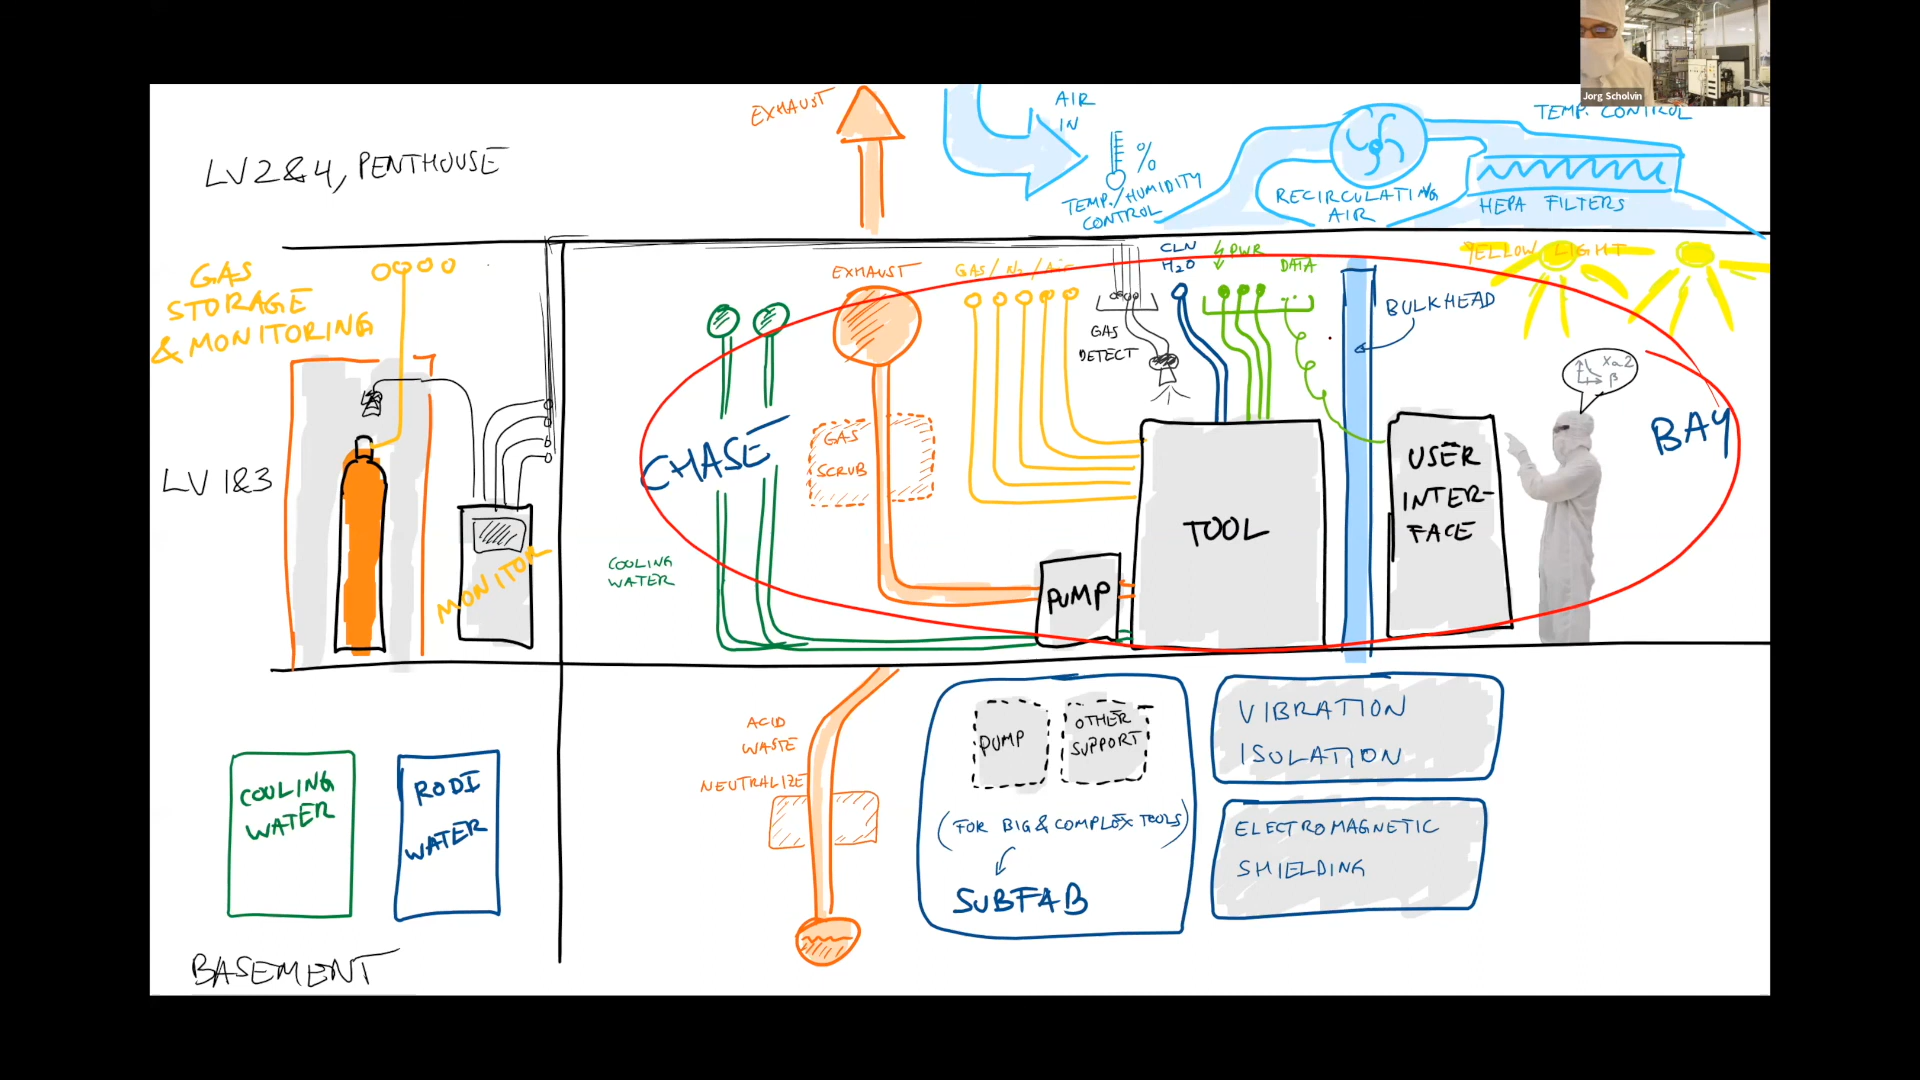 Jorg Scholvin
EXHAUST
AIR
IN
TEMP. CONTROL
LV 2&4, PENTHOUSE
%
TEMP./HUMIDITY
CONTROL
RECIRCULATING
AIR
HEPA FILTERS
GAS
STORAGE
& MONITORING
EXHAUST
GAS/N2/AIR
CLN
H2O
PWR
DATA
YELLOW LIGHT
BULKHEAD
GAS
DETECT
Xa2
β
CHASE
GAS
SCRUB
BAY
LV 1&3
TOOL
USER
INTER-
FACE
MONITOR
COOLING
WATER
PUMP
ACID
WASTE
NEUTRALIZE
PUMP
OTHER
SUPPORT
(FOR BIG & COMPLEX TOOLS)
SUBFAB
VIBRATION
ISOLATION
ELECTROMAGNETIC
SHIELDING
COOLING
WATER
RODI
WATER
BASEMENT